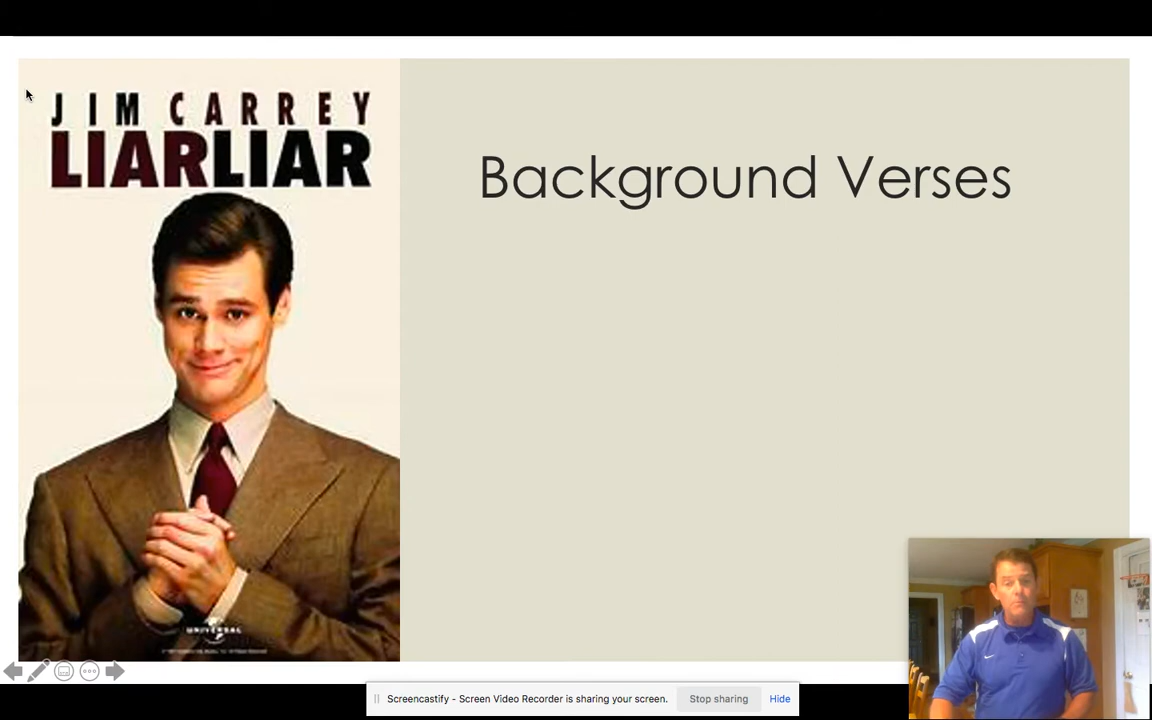 JIM CARREY
LIARLIAR
Background Verses
UNIVERSAL
Screencastify - Screen Video Recorder is sharing your screen.
Stop sharing
Hide